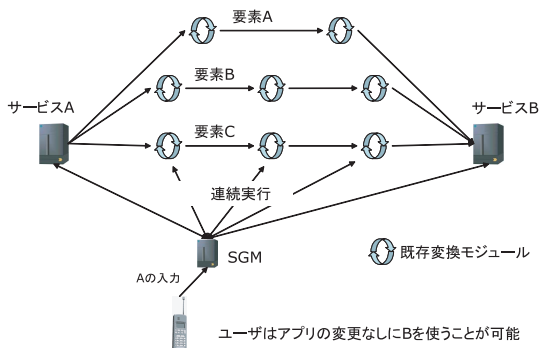 要素A
要素B
サービスA
サービスB
要素C
連続実行
SGM
既存変換モジュール
Aの入力
ユーザはアプリの変更なしにBを使うことが可能